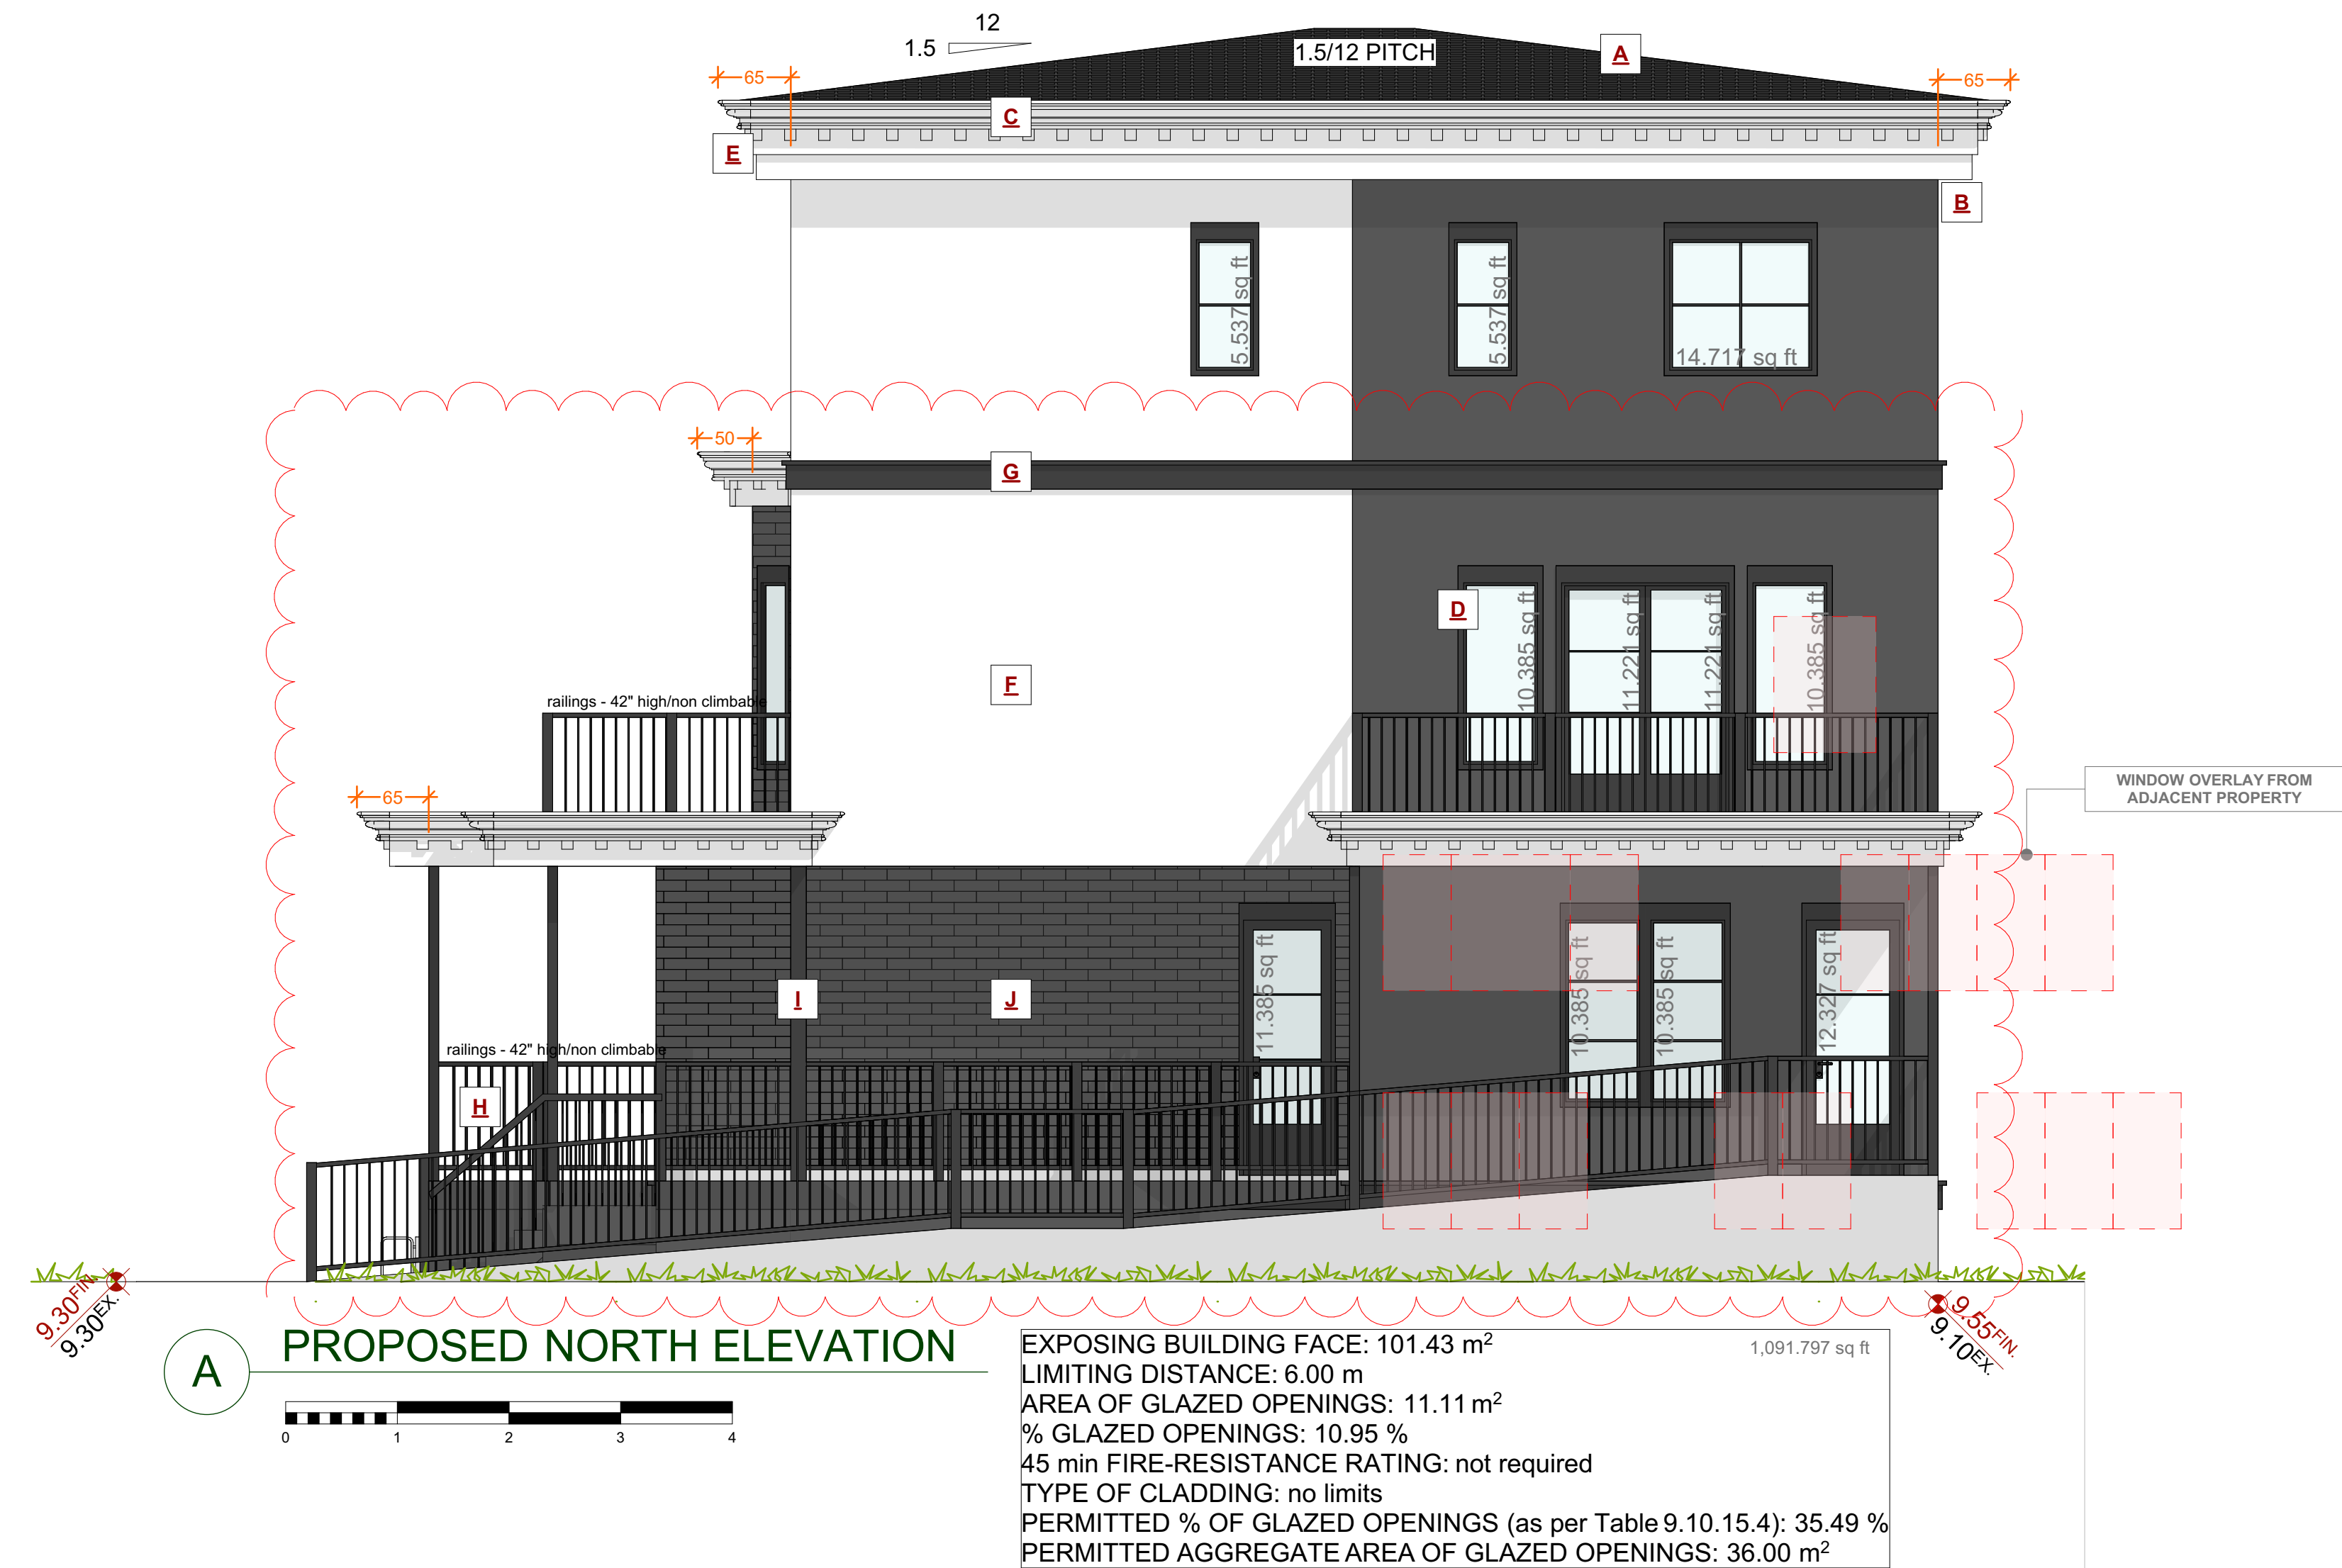 12
1.5
1.5/12 PITCH
A
65
65
C
E
B
5.537 sq ft
5.537 sq ft
14.717 sq ft
50
G
D
10.385 sq ft
11.221 sq ft
11.221 sq ft
10.385 sq ft
F
railings - 42" high/non climbable
WINDOW OVERLAY FROM
ADJACENT PROPERTY
65
11.385 sq ft
10.385 sq ft
10.385 sq ft
12.327 sq ft
I
J
railings - 42" high/non climbable
H
9.30FIN.
9.30EX.
9.55FIN.
9.10EX.
A
PROPOSED NORTH ELEVATION
0 1 2 3 4
EXPOSING BUILDING FACE: 101.43 m²
1,091.797 sq ft
LIMITING DISTANCE: 6.00 m
AREA OF GLAZED OPENINGS: 11.11 m²
% GLAZED OPENINGS: 10.95 %
45 min FIRE-RESISTANCE RATING: not required
TYPE OF CLADDING: no limits
PERMITTED % OF GLAZED OPENINGS (as per Table 9.10.15.4): 35.49 %
PERMITTED AGGREGATE AREA OF GLAZED OPENINGS: 36.00 m²